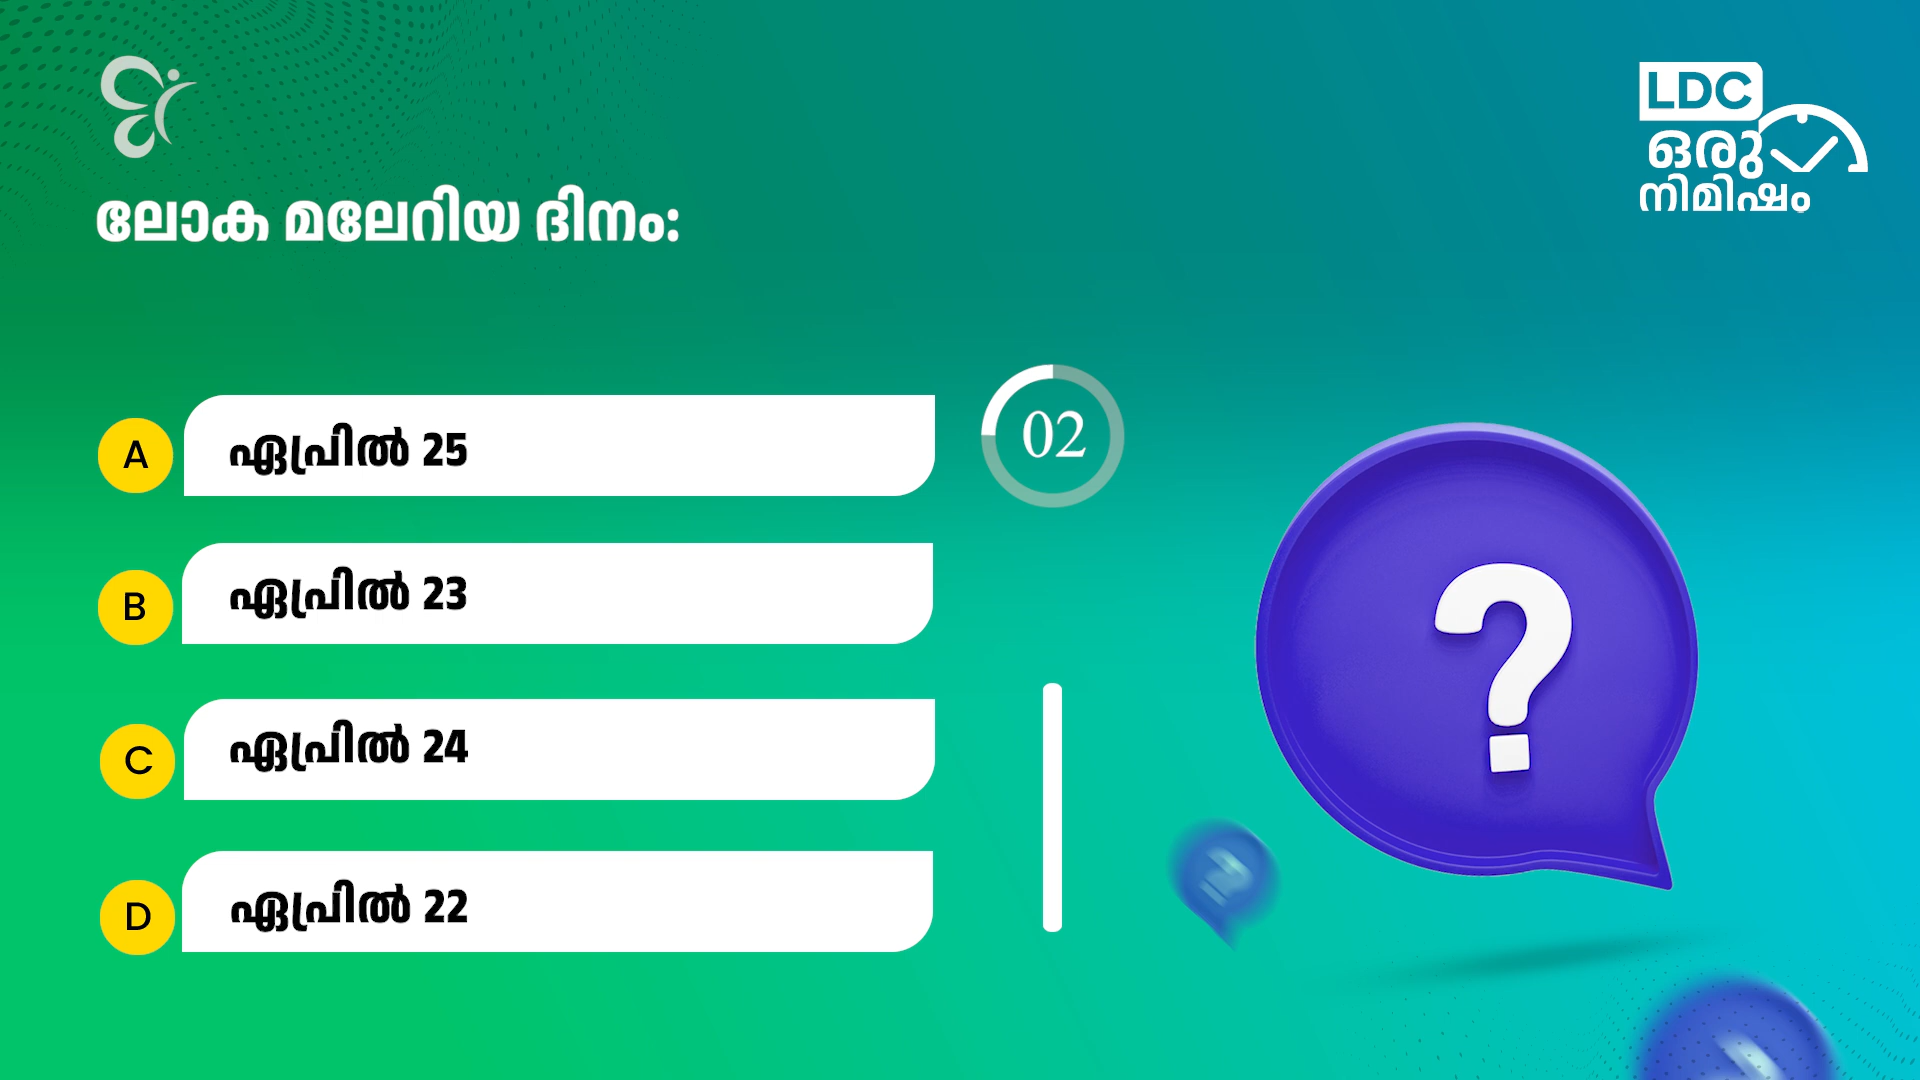 LDC
ഒരു
നിമിഷം
ലോക മലേറിയ ദിനം:
A ഏപ്രിൽ 25
02
B ഏപ്രിൽ 23
C ഏപ്രിൽ 24
D ഏപ്രിൽ 22
?